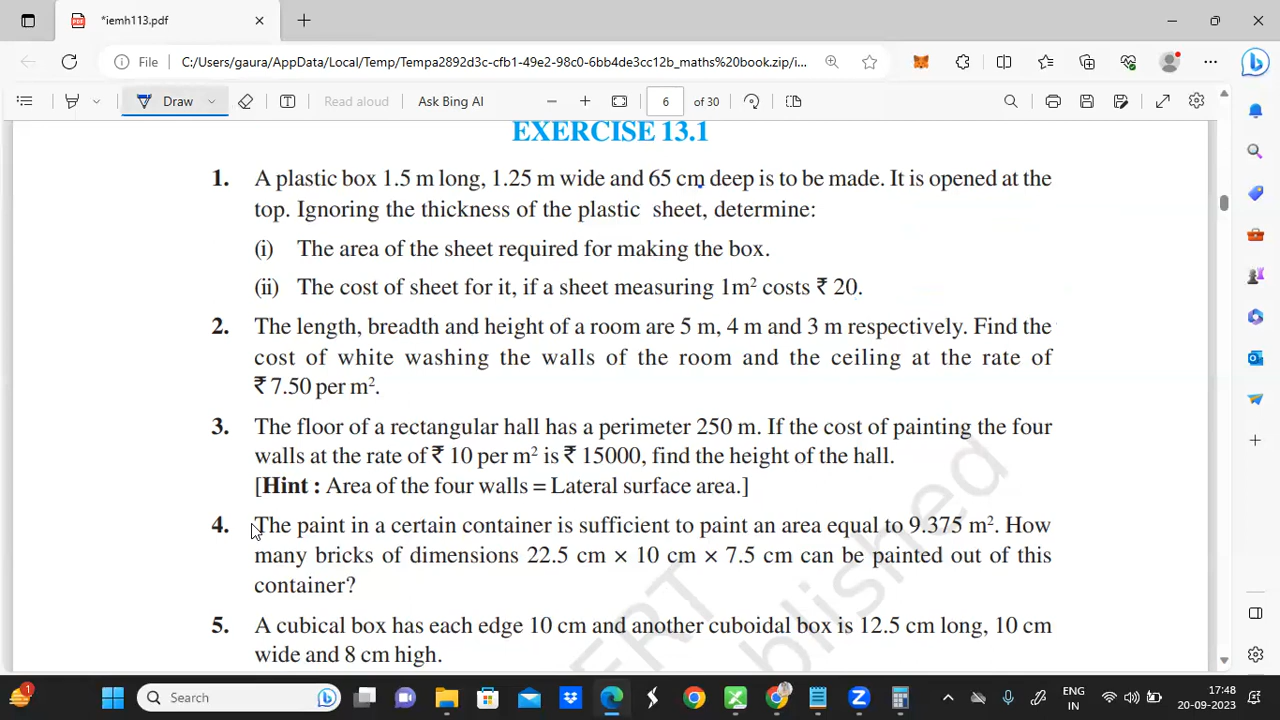 *iemh113.pdf
File
C:/Users/gaura/AppData/Local/Temp/Tempa2892d3c-cfb1-49e2-98c0-6bb4de3cc12b_maths%20book.zip/i...
Draw
Read aloud
Ask Bing AI
6 of 30
EXERCISE 13.1
1. A plastic box 1.5 m long, 1.25 m wide and 65 cm deep is to be made. It is opened at the
top. Ignoring the thickness of the plastic sheet, determine:
(i) The area of the sheet required for making the box.
(ii) The cost of sheet for it, if a sheet measuring 1m² costs ₹ 20.
2. The length, breadth and height of a room are 5 m, 4 m and 3 m respectively. Find the
cost of white washing the walls of the room and the ceiling at the rate of
₹ 7.50 per m².
3. The floor of a rectangular hall has a perimeter 250 m. If the cost of painting the four
walls at the rate of ₹ 10 per m² is ₹ 15000, find the height of the hall.
[Hint : Area of the four walls = Lateral surface area.]
4. The paint in a certain container is sufficient to paint an area equal to 9.375 m². How
many bricks of dimensions 22.5 cm × 10 cm × 7.5 cm can be painted out of this
container?
5. A cubical box has each edge 10 cm and another cuboidal box is 12.5 cm long, 10 cm
wide and 8 cm high.
1
Search
ENG
IN
17:48
20-09-2023